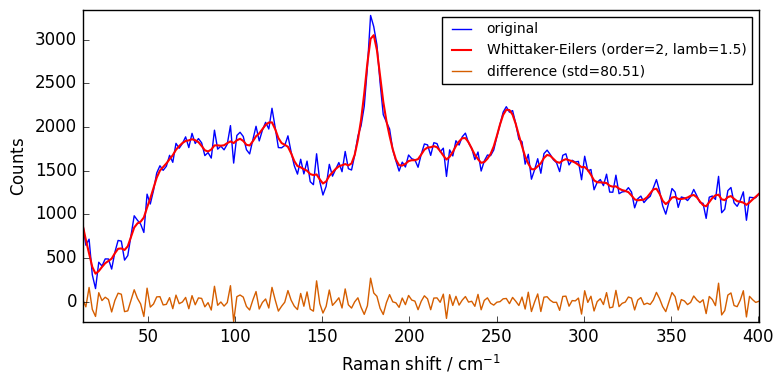 original
Whittaker-Eilers (order=2, lamb=1.5)
difference (std=80.51)
3000
2500
2000
1500
1000
500
0
Counts
50 100 150 200 250 300 350 400
Raman shift / cm⁻¹